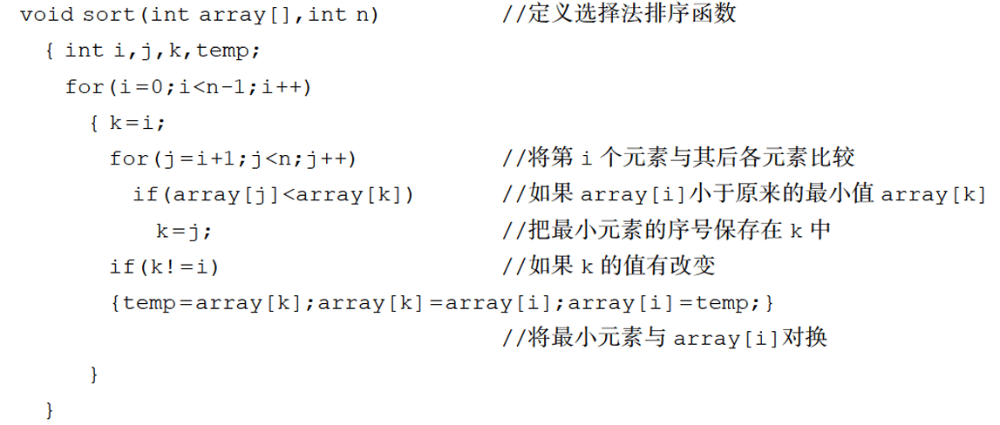 void sort(int array[],int n) //定义选择法排序函数
{ int i,j,k,temp;
for(i=0;i<n-1;i++)
{ k=i;
for(j=i+1;j<n;j++) //将第 i 个元素与其后各元素比较
if(array[j]<array[k]) //如果 array[i]小于原来的最小值 array[k]
k=j; //把最小元素的序号保存在 k 中
if(k!=i) //如果 k 的值有改变
{temp=array[k];array[k]=array[i];array[i]=temp;}
//将最小元素与 array[i]对换
}
}